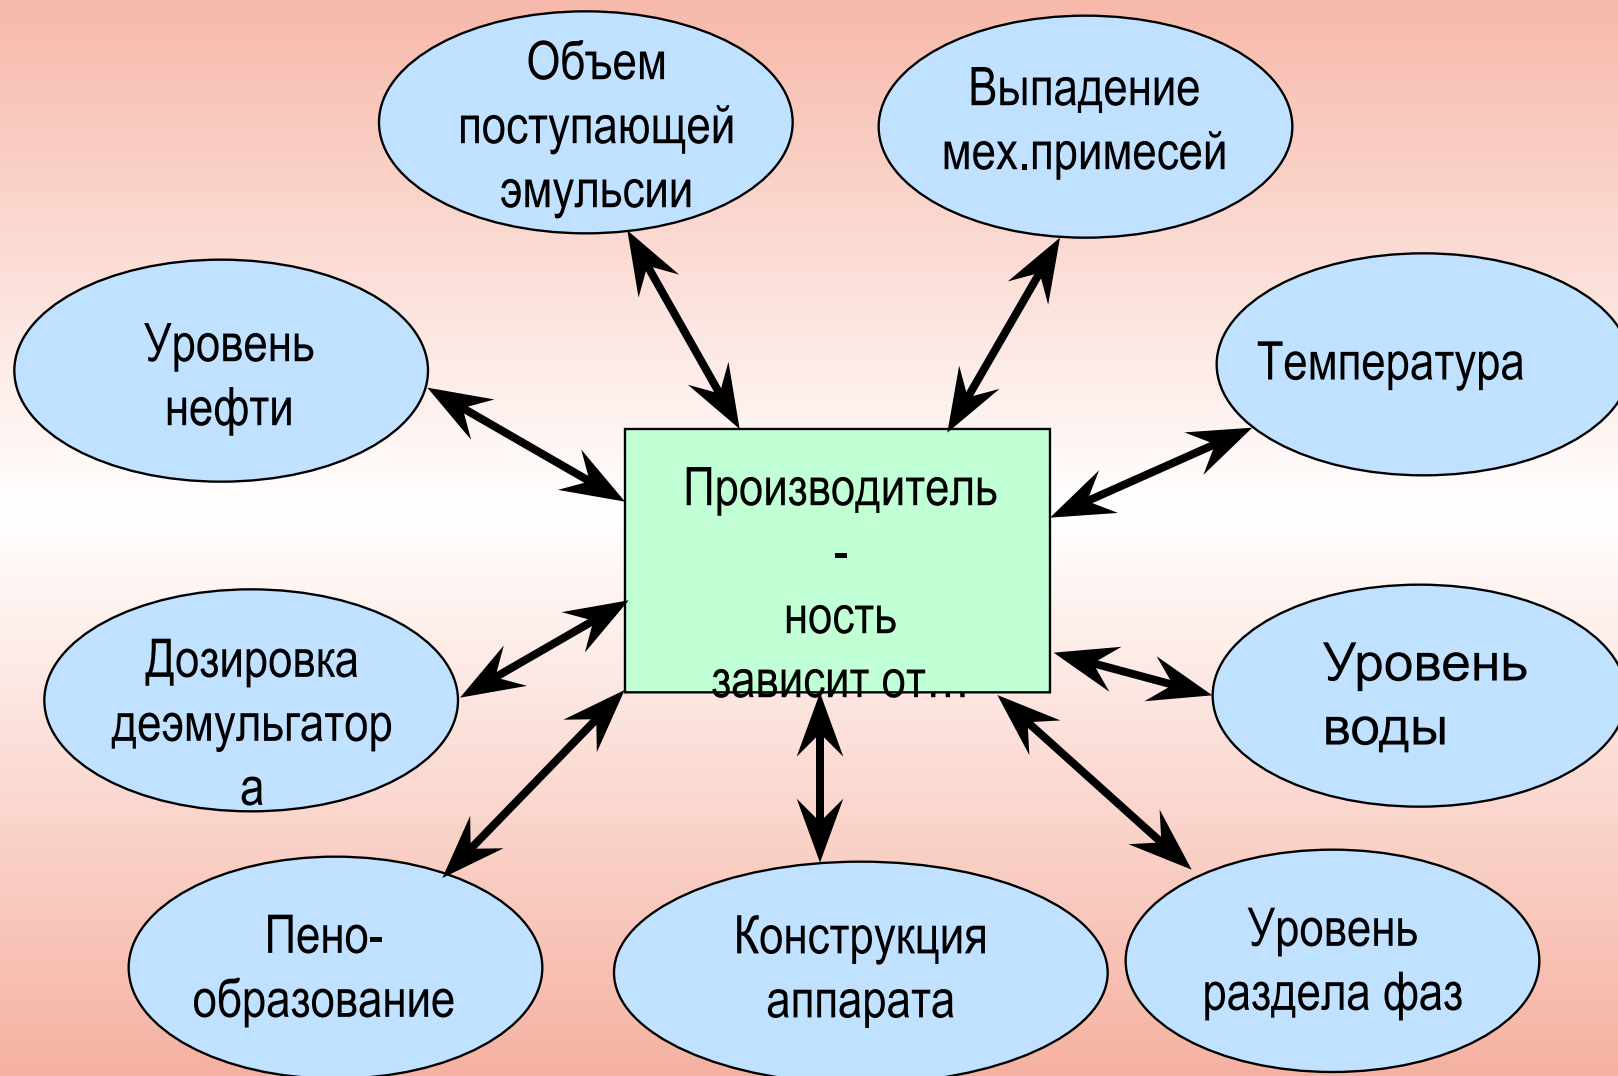 Объем
поступающей
эмульсии
Выпадение
мех.примесей
Уровень
нефти
Температура
Производитель
-
ность
зависит от...
Дозировка
деэмульгатор
а
Уровень
воды
Пено-
образование
Конструкция
аппарата
Уровень
раздела фаз